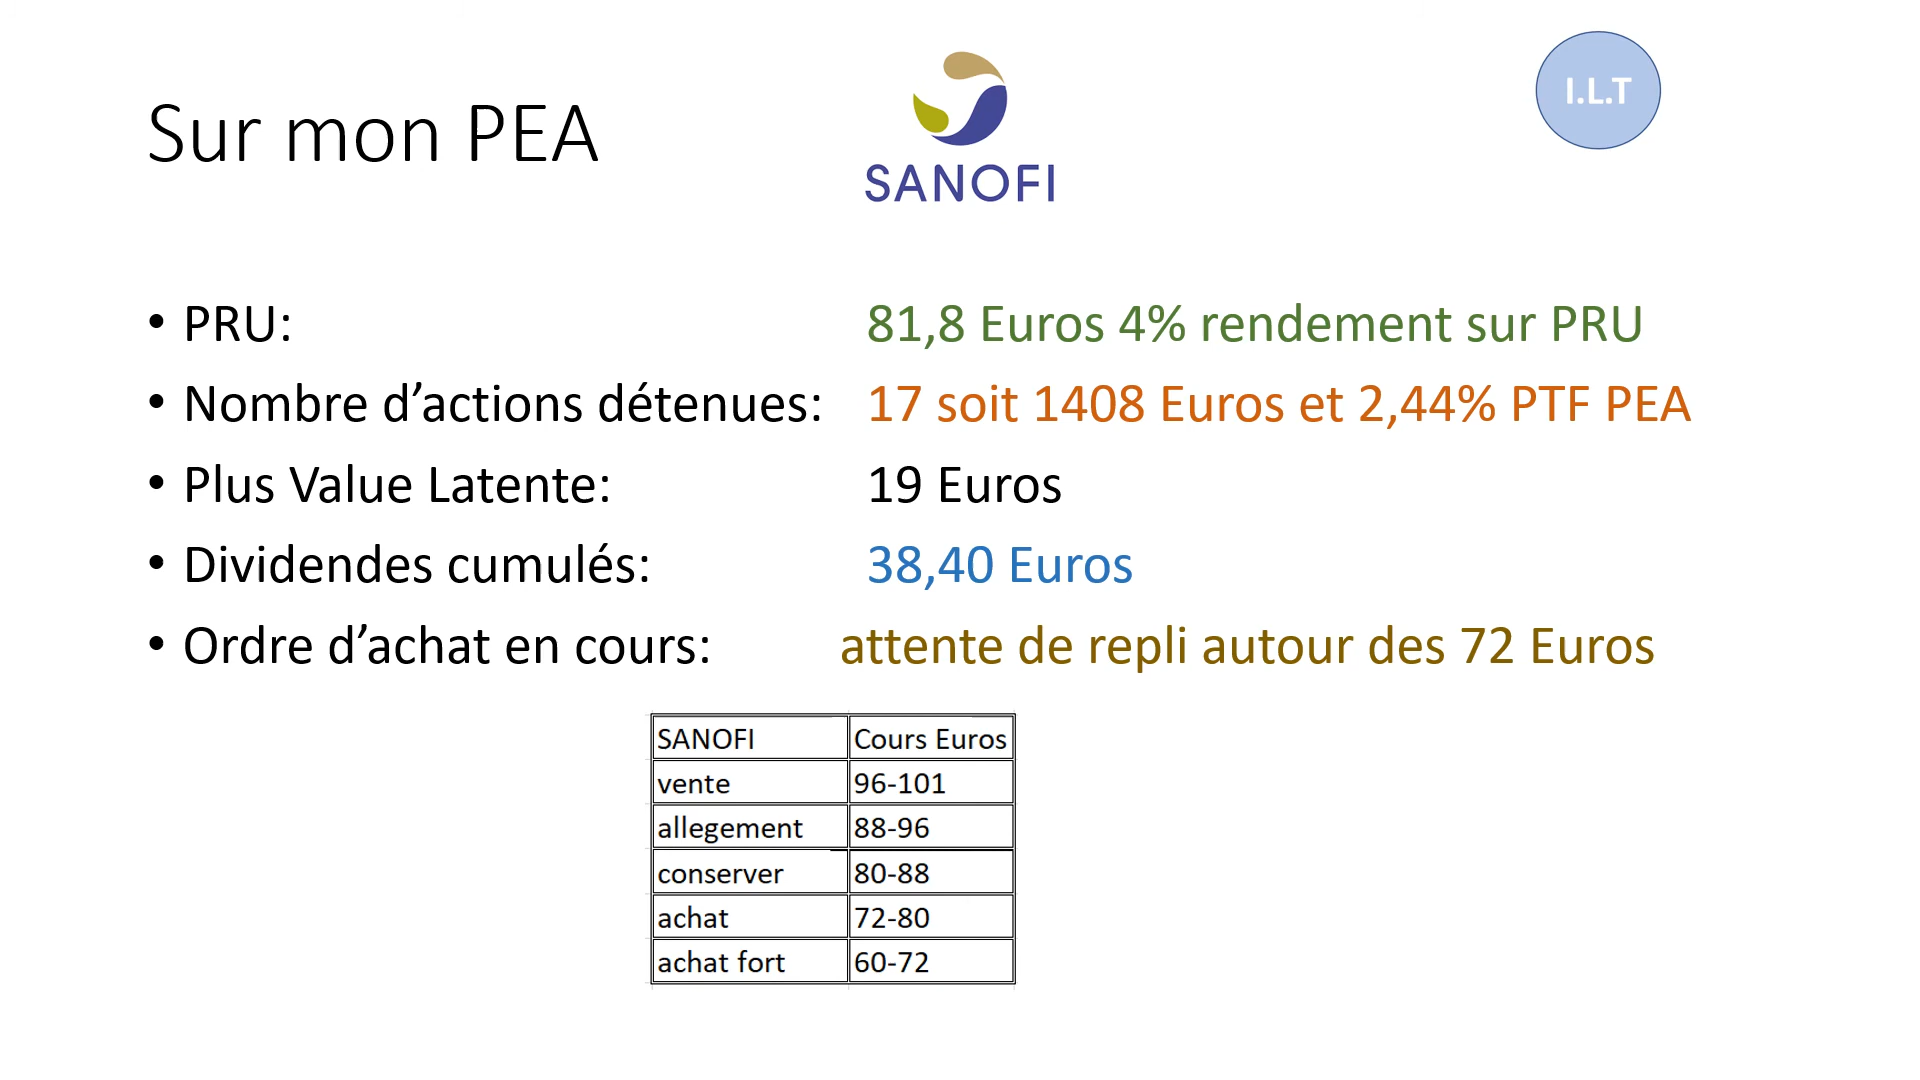 I.L.T
Sur mon PEA
SANOFI
• PRU: 81,8 Euros 4% rendement sur PRU
• Nombre d’actions détenues: 17 soit 1408 Euros et 2,44% PTF PEA
• Plus Value Latente: 19 Euros
• Dividendes cumulés: 38,40 Euros
• Ordre d’achat en cours: attente de repli autour des 72 Euros
SANOFI Cours Euros
vente 96-101
allegement 88-96
conserver 80-88
achat 72-80
achat fort 60-72